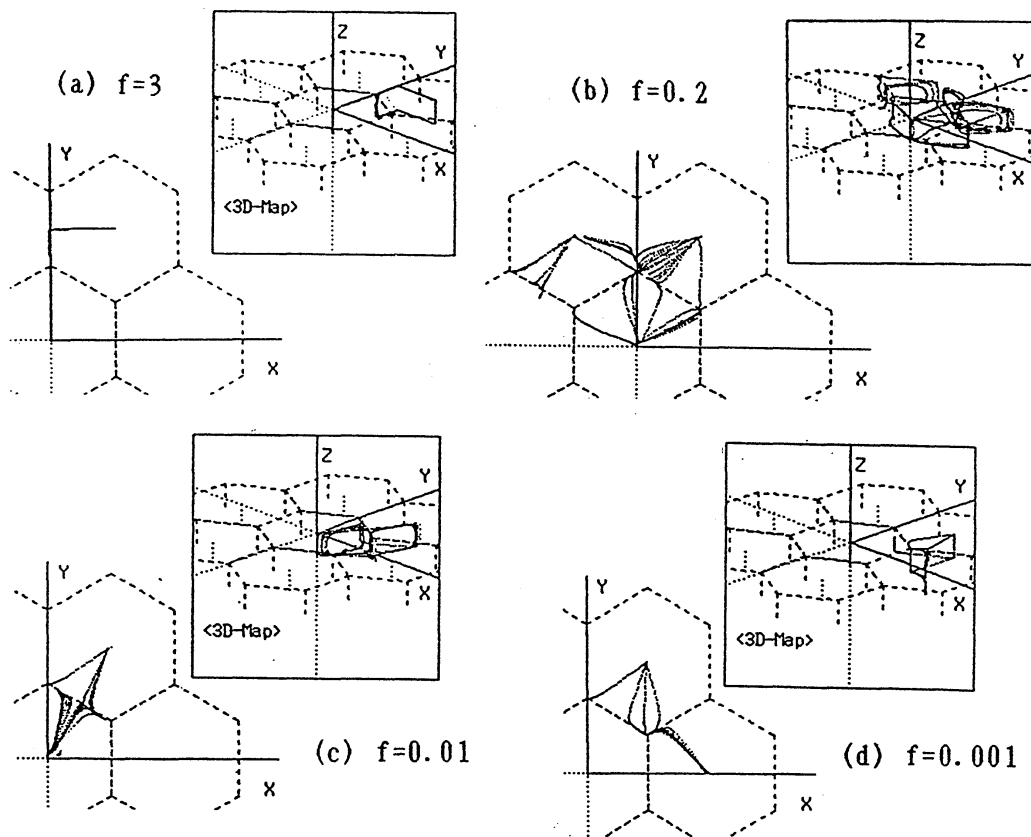 (a) f=3
Z
Y
X
<3D-Map>
Y
X
(b) f=0.2
Z
Y
X
Y
X
Z
Y
X
<3D-Map>
Y
X
(c) f=0.01
Z
Y
X
<3D-Map>
Y
X
(d) f=0.001